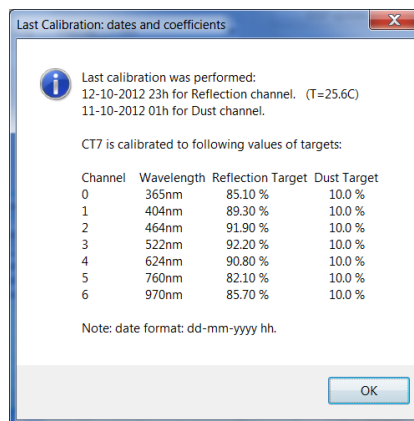 Last Calibration: dates and coefficients
Last calibration was performed:
12-10-2012 23h for Reflection channel. (T=25.6C)
11-10-2012 01h for Dust channel.
CT7 is calibrated to following values of targets:
Channel Wavelength Reflection Target Dust Target
0 365nm 85.10 % 10.0 %
1 404nm 89.30 % 10.0 %
2 464nm 91.90 % 10.0 %
3 522nm 92.20 % 10.0 %
4 624nm 90.80 % 10.0 %
5 760nm 82.10 % 10.0 %
6 970nm 85.70 % 10.0 %
Note: date format: dd-mm-yyyy hh.
OK